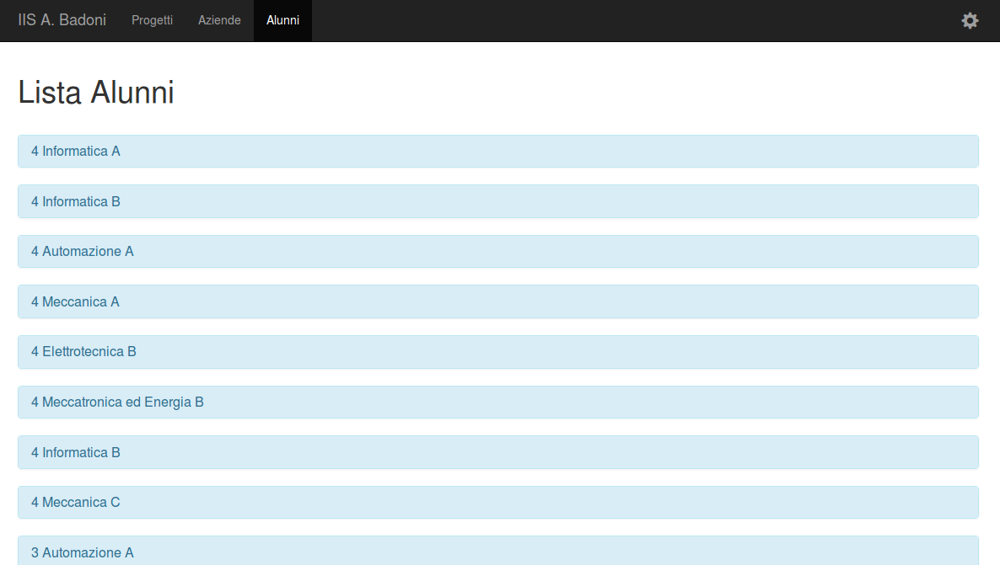 IIS A. Badoni Progetti Aziende Alunni
Lista Alunni
4 Informatica A
4 Informatica B
4 Automazione A
4 Meccanica A
4 Elettrotecnica B
4 Meccatronica ed Energia B
4 Informatica B
4 Meccanica C
3 Automazione A